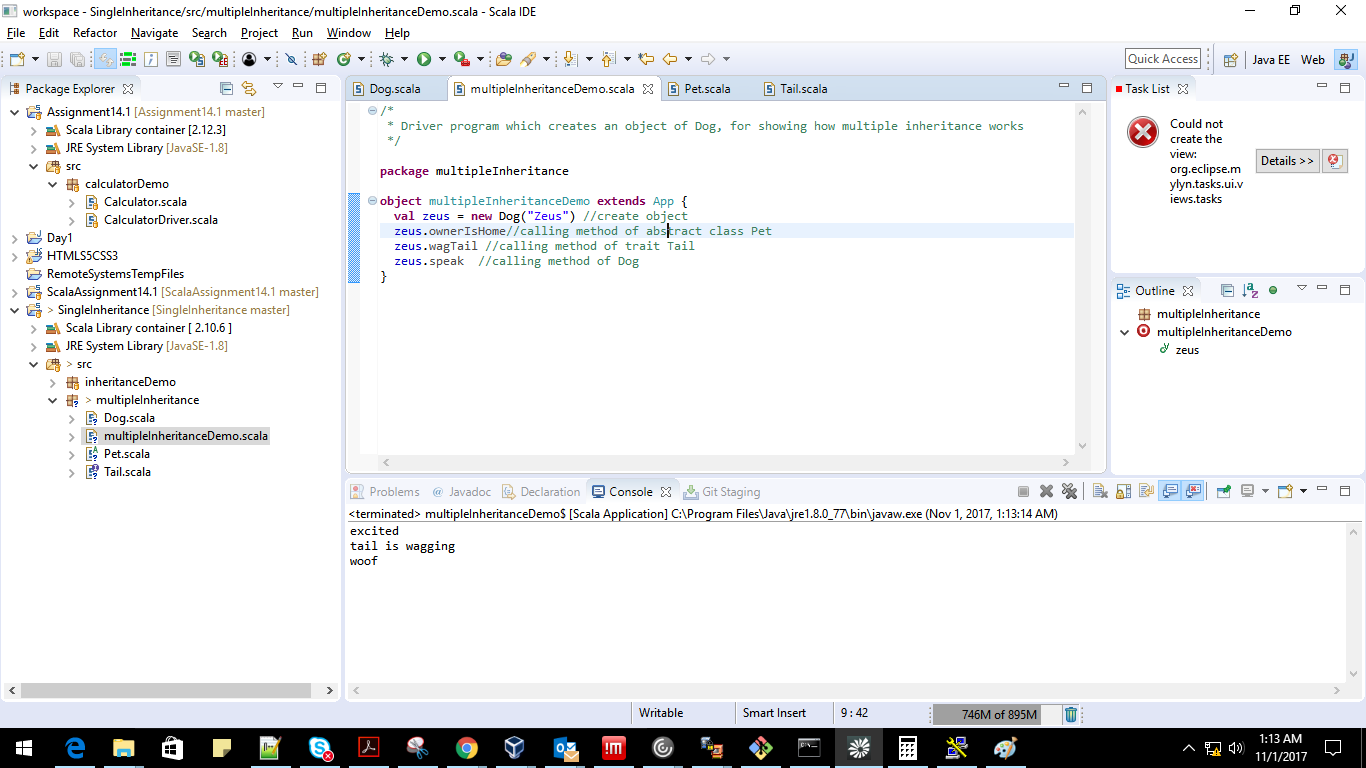 workspace - SingleInheritance/src/multipleInheritance/multipleInheritanceDemo.scala - Scala IDE
File Edit Refactor Navigate Search Project Run Window Help
Quick Access
Java EE
Web
Package Explorer
Assignment14.1 [Assignment14.1 master]
Scala Library container [2.12.3]
JRE System Library [JavaSE-1.8]
src
calculatorDemo
Calculator.scala
CalculatorDriver.scala
Day1
HTML5CSS3
RemoteSystemsTempFiles
ScalaAssignment14.1 [ScalaAssignment14.1 master]
> SingleInheritance [SingleInheritance master]
Scala Library container [ 2.10.6 ]
JRE System Library [JavaSE-1.8]
> src
inheritanceDemo
> multipleInheritance
Dog.scala
multipleInheritanceDemo.scala
Pet.scala
Tail.scala
Dog.scala
multipleInheritanceDemo.scala
Pet.scala
Tail.scala
/*
* Driver program which creates an object of Dog, for showing how multiple inheritance works
*/
package multipleInheritance
object multipleInheritanceDemo extends App {
val zeus = new Dog("Zeus") //create object
zeus.ownerIsHome//calling method of abstract class Pet
zeus.wagTail //calling method of trait Tail
zeus.speak  //calling method of Dog
}
Task List
Could not
create the
view:
org.eclipse.m
ylyn.tasks.ui.v
iews.tasks
Details >>
Outline
multipleInheritance
multipleInheritanceDemo
zeus
Problems
@ Javadoc
Declaration
Console
Git Staging
<terminated> multipleInheritanceDemo$ [Scala Application] C:\Program Files\Java\jre1.8.0_77\bin\javaw.exe (Nov 1, 2017, 1:13:14 AM)
excited
tail is wagging
woof
Writable
Smart Insert
9 : 42
746M of 895M
1:13 AM
11/1/2017